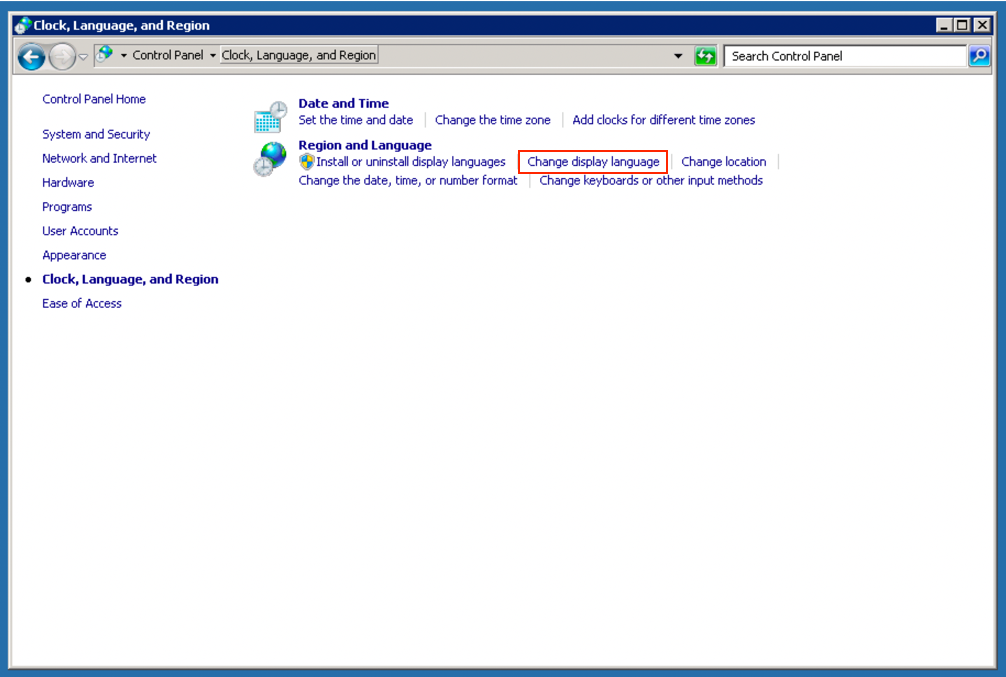 Clock, Language, and Region
Control Panel Clock, Language, and Region Search Control Panel
Control Panel Home
System and Security
Network and Internet
Hardware
Programs
User Accounts
Appearance
Clock, Language, and Region
Ease of Access
Date and Time
Set the time and date Change the time zone Add clocks for different time zones
Region and Language
Install or uninstall display languages Change display language Change location
Change the date, time, or number format Change keyboards or other input methods